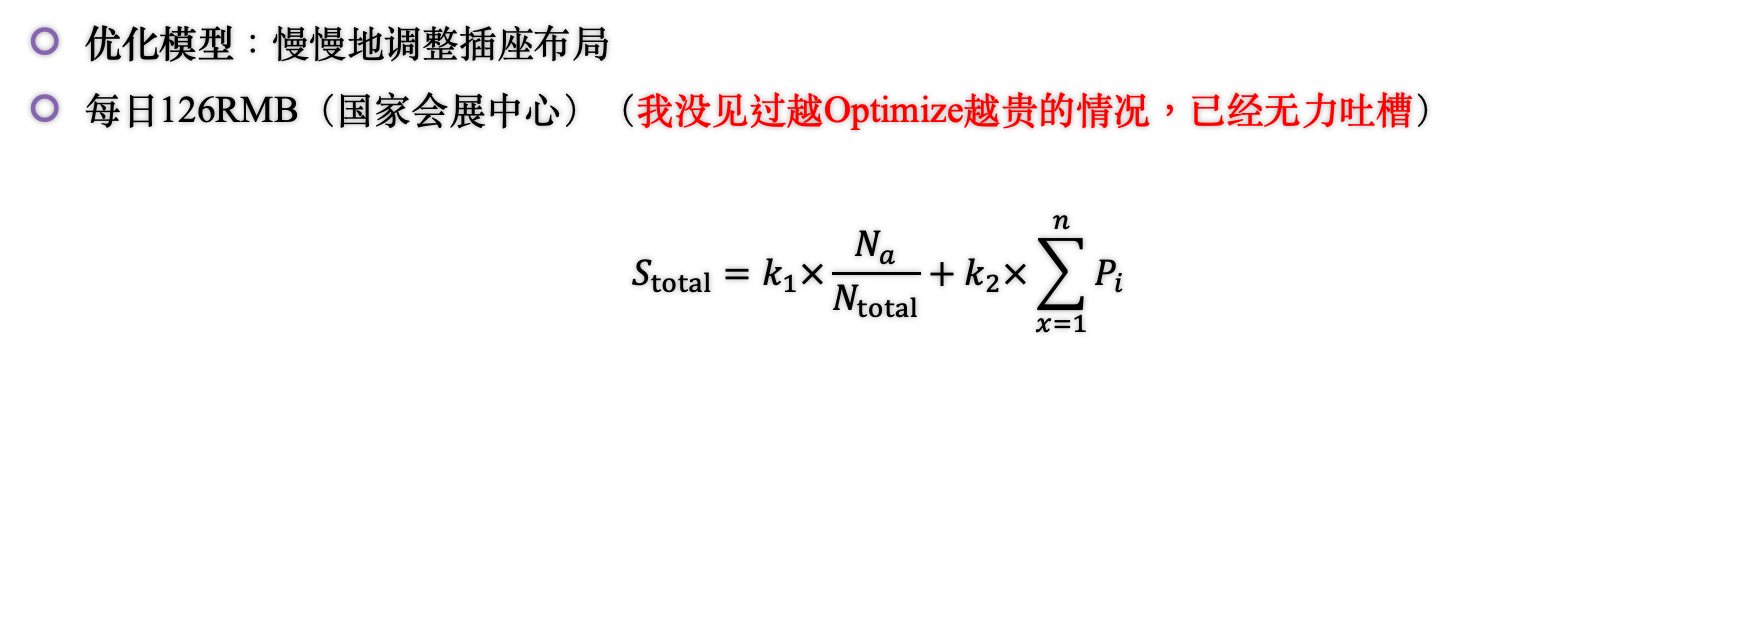 优化模型：慢慢地调整插座布局
每日126RMB（国家会展中心）（我没见过越Optimize越贵的情况，已经无力吐槽）
S_total = k_1 × N_a / N_total + k_2 × ∑_{x=1}^{n} P_i